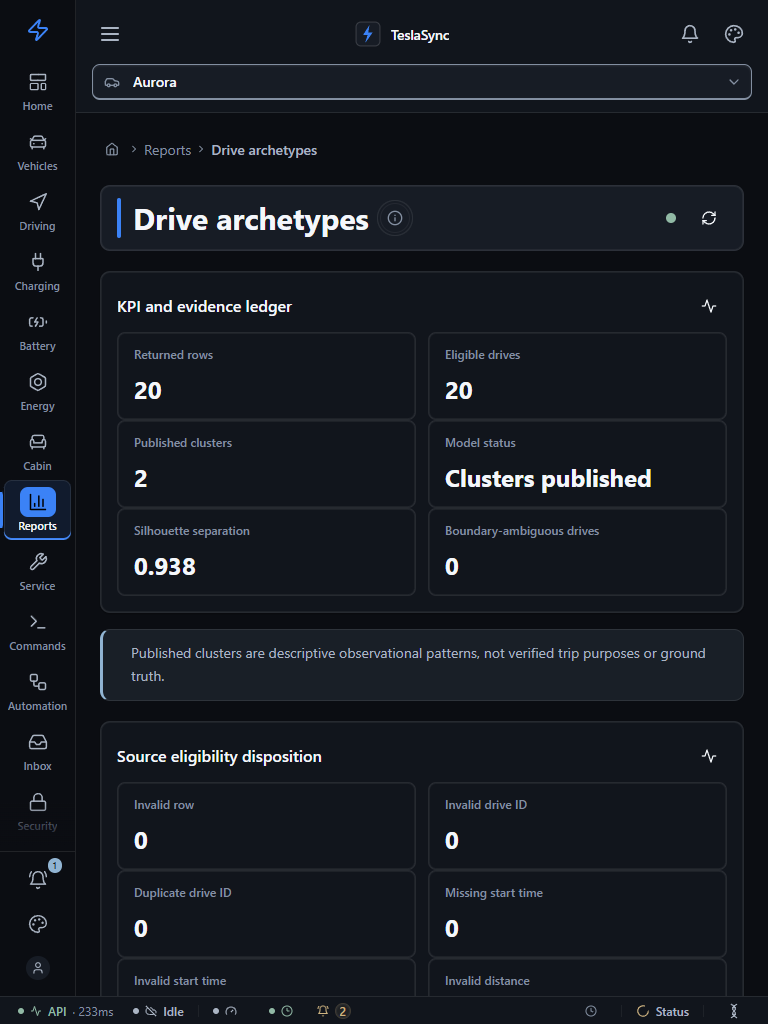 TeslaSync
Aurora
Home
Vehicles
Driving
Charging
Battery
Energy
Cabin
Reports
Service
Commands
Automation
Inbox
Security
1
Reports
Drive archetypes
Drive archetypes
KPI and evidence ledger
Returned rows
20
Eligible drives
20
Published clusters
2
Model status
Clusters published
Silhouette separation
0.938
Boundary-ambiguous drives
0
Published clusters are descriptive observational patterns, not verified trip purposes or ground
truth.
Source eligibility disposition
Invalid row
0
Invalid drive ID
0
Duplicate drive ID
0
Missing start time
0
Invalid start time
Invalid distance
API · 233ms
Idle
2
Status